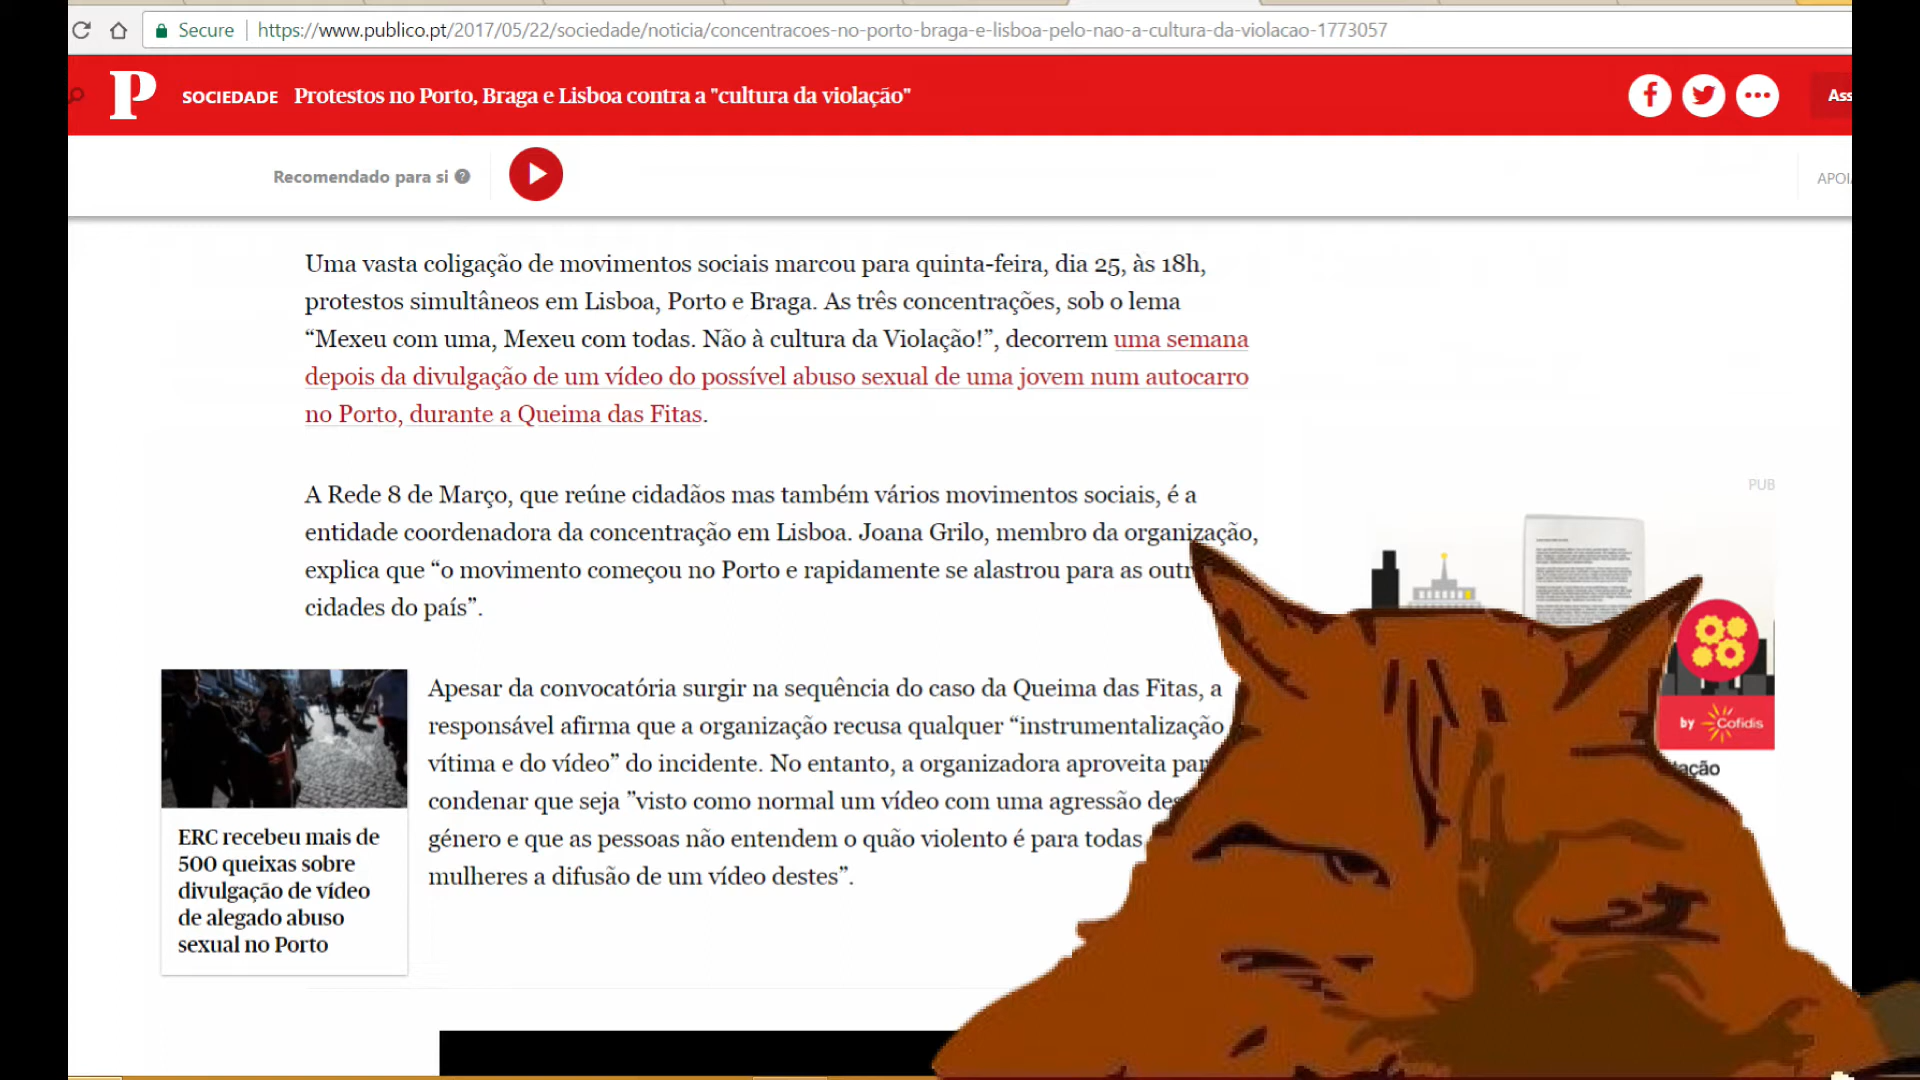 Secure
https://www.publico.pt/2017/05/22/sociedade/noticia/concentracoes-no-porto-braga-e-lisboa-pelo-nao-a-cultura-da-violacao-1773057
P SOCIEDADE Protestos no Porto, Braga e Lisboa contra a "cultura da violação"
Ass
Recomendado para si ?
APOI
Uma vasta coligação de movimentos sociais marcou para quinta-feira, dia 25, às 18h,
protestos simultâneos em Lisboa, Porto e Braga. As três concentrações, sob o lema
“Mexeu com uma, Mexeu com todas. Não à cultura da Violação!”, decorrem uma semana
depois da divulgação de um vídeo do possível abuso sexual de uma jovem num autocarro
no Porto, durante a Queima das Fitas.
A Rede 8 de Março, que reúne cidadãos mas também vários movimentos sociais, é a
entidade coordenadora da concentração em Lisboa. Joana Grilo, membro da organização,
explica que “o movimento começou no Porto e rapidamente se alastrou para as outr
cidades do país”.
Apesar da convocatória surgir na sequência do caso da Queima das Fitas, a
responsável afirma que a organização recusa qualquer “instrumentalização
vítima e do vídeo” do incidente. No entanto, a organizadora aproveita par
condenar que seja ”visto como normal um vídeo com uma agressão des
género e que as pessoas não entendem o quão violento é para todas
mulheres a difusão de um vídeo destes”.
ERC recebeu mais de
500 queixas sobre
divulgação de vídeo
de alegado abuso
sexual no Porto
PUB
by Cofidis
tação